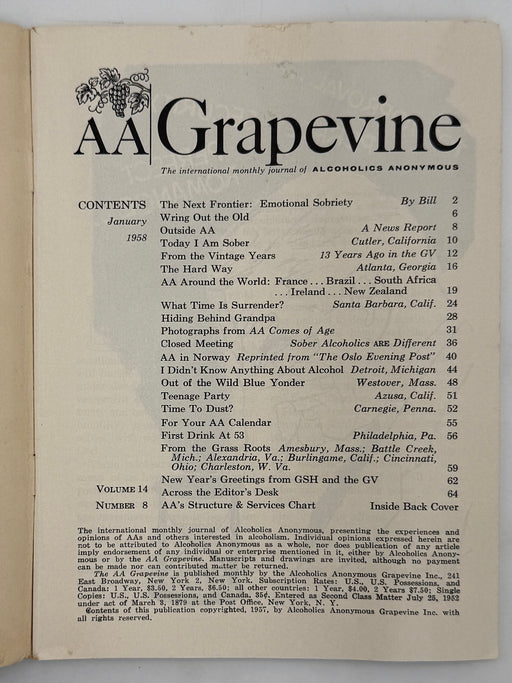 AA Grapevine
The international monthly journal of ALCOHOLICS ANONYMOUS
CONTENTS
January
1958
The Next Frontier: Emotional Sobriety By Bill 2
Wring Out the Old 6
Outside AA A News Report 8
Today I Am Sober Cutler, California 10
From the Vintage Years 13 Years Ago in the GV 12
The Hard Way Atlanta, Georgia 16
AA Around the World: France . . . Brazil . . . South Africa
. . . Ireland . . . New Zealand 19
What Time Is Surrender? Santa Barbara, Calif. 24
Hiding Behind Grandpa 28
Photographs from AA Comes of Age 31
Closed Meeting Sober Alcoholics ARE Different 36
AA in Norway Reprinted from "The Oslo Evening Post" 40
I Didn't Know Anything About Alcohol Detroit, Michigan 44
Out of the Wild Blue Yonder Westover, Mass. 48
Teenage Party Azusa, Calif. 51
Time To Dust? Carnegie, Penna. 52
For Your AA Calendar 55
First Drink At 53 Philadelphia, Pa. 56
From the Grass Roots Amesbury, Mass.; Battle Creek,
Mich.; Alexandria, Va.; Burlingame, Calif.; Cincinnati,
Ohio; Charleston, W. Va. 59
New Year's Greetings from GSH and the GV 62
VOLUME 14
Across the Editor's Desk 64
NUMBER 8
AA's Structure & Services Chart Inside Back Cover
The international monthly journal of Alcoholics Anonymous, presenting the experiences and
opinions of AAs and others interested in alcoholism. Individual opinions expressed herein are
not to be attributed to Alcoholics Anonymous as a whole, nor does publication of any article
imply endorsement of any individual or enterprise mentioned in it, either by Alcoholics Anony-
mous or by the AA Grapevine. Manuscripts and drawings are invited, although no payment
can be made nor can contributed matter be returned.
The AA Grapevine is published monthly by the Alcoholics Anonymous Grapevine Inc., 241
East Broadway, New York 2, New York. Subscription Rates: U.S., U.S. Possessions, and
Canada: 1 Year, $3.50, 2 Years, $6.50; all other countries: 1 Year, $4.00, 2 Years $7.50; Single
Copies: U.S., U.S. Possessions, and Canada, 35¢. Entered as Second Class Matter July 25, 1952
under act of March 3, 1879 at the Post Office, New York, N. Y.
Contents of this publication copyrighted, 1957, by Alcoholics Anonymous Grapevine Inc. with
all rights reserved.